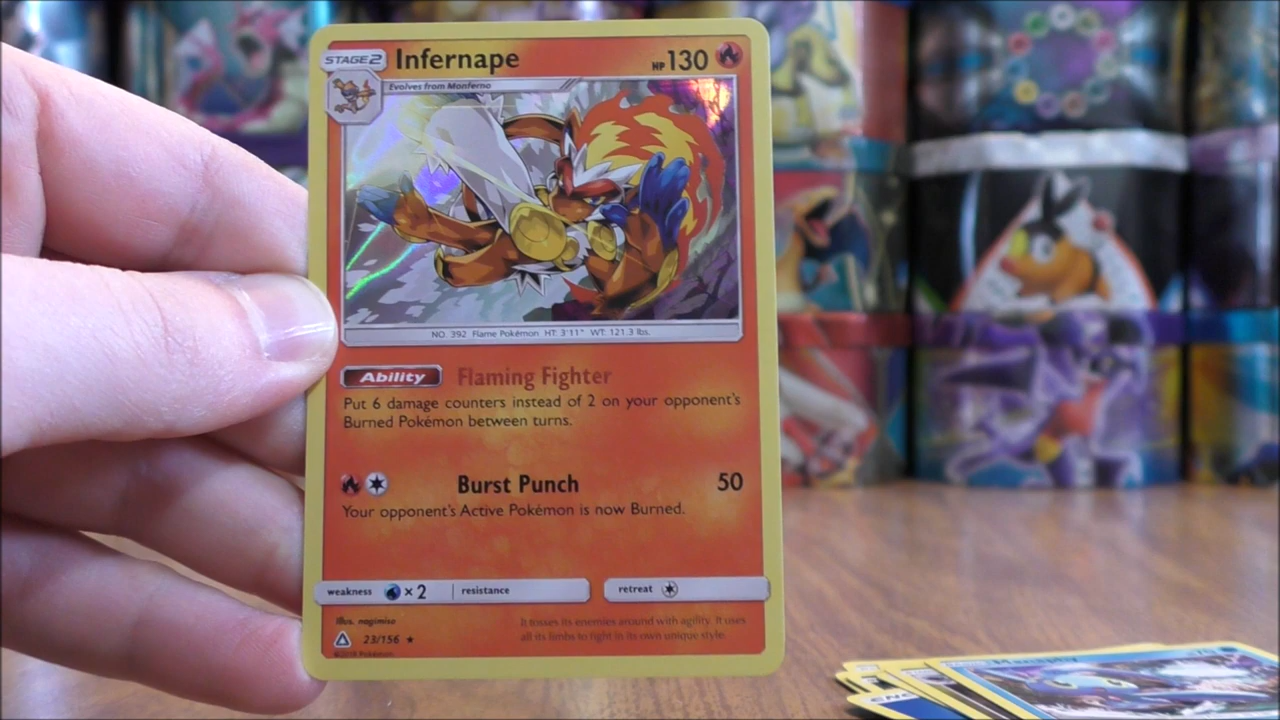 STAGE2 Infernape HP 130
Evolves from Monferno
NO. 392 Flame Pokémon HT: 3'11" WT: 121.3 lbs.
Ability Flaming Fighter
Put 6 damage counters instead of 2 on your opponent's
Burned Pokémon between turns.
Burst Punch 50
Your opponent's Active Pokémon is now Burned.
weakness ×2 resistance retreat
Illus. nagimiso
It tosses its enemies around with agility. It uses
all its limbs to fight in its own unique style.
23/156
©2018 Pokémon